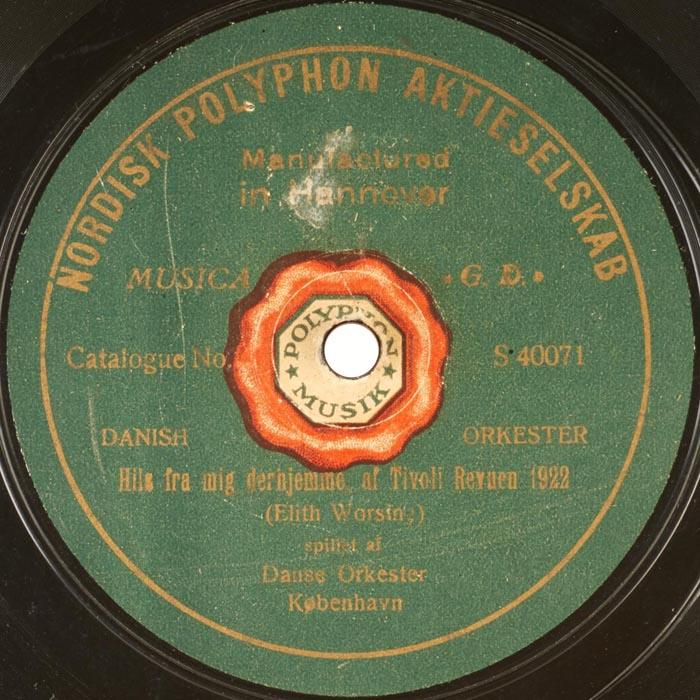 NORDISK POLYPHON AKTIESELSKAB
Manufactured
in Hannover
MUSICA • G. D. •
POLYPHON
★ ★
MUSIK
Catalogue No. S 40071
DANISH ORKESTER
Hils fra mig derhjemme, af Tivoli Revuen 1922
(Elith Worsing)
spillet af
Danse Orkester
København